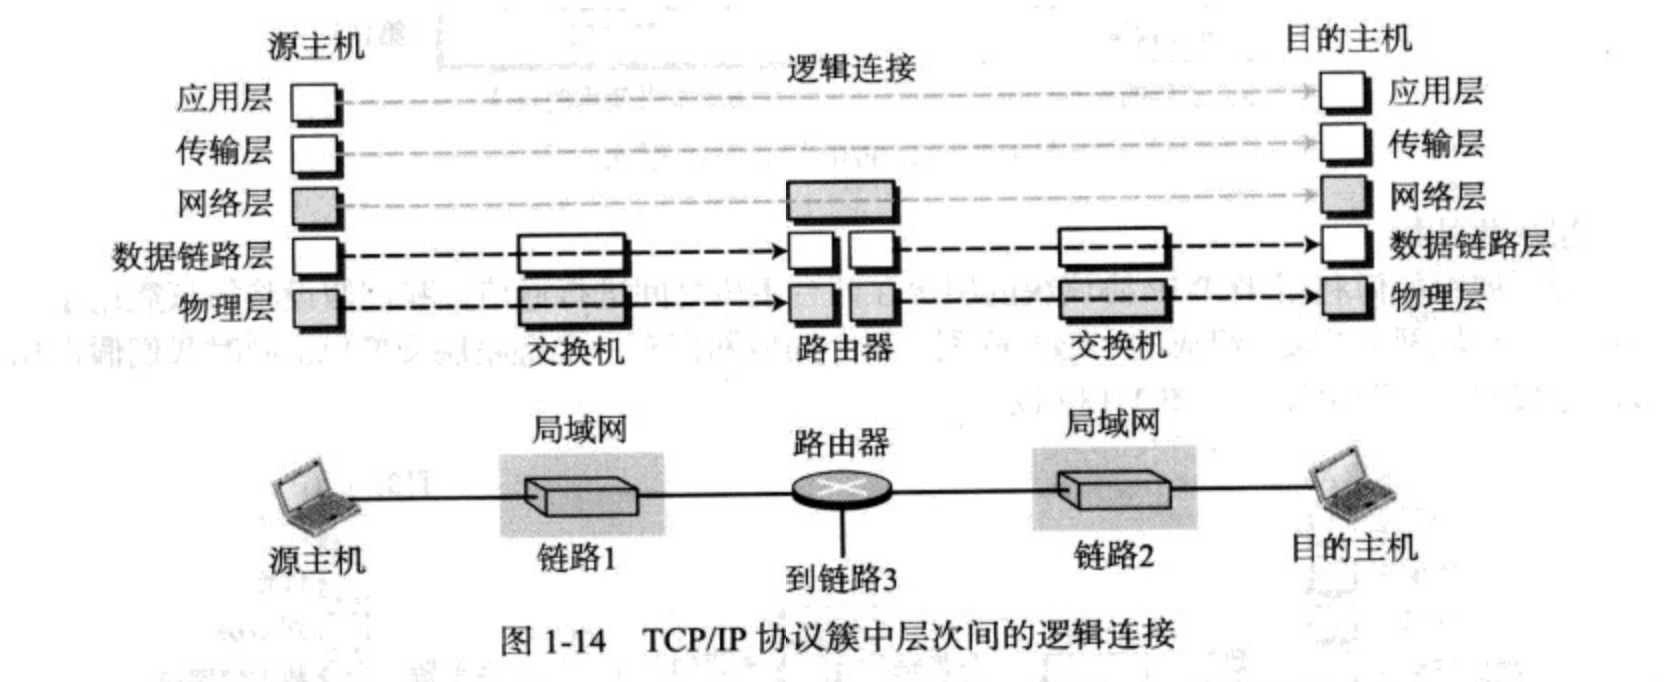 源主机
目的主机
逻辑连接
应用层
应用层
传输层
传输层
网络层
网络层
数据链路层
数据链路层
物理层
物理层
交换机
路由器
交换机
局域网
路由器
局域网
源主机
链路1
到链路3
链路2
目的主机
图 1-14 TCP/IP 协议簇中层次间的逻辑连接